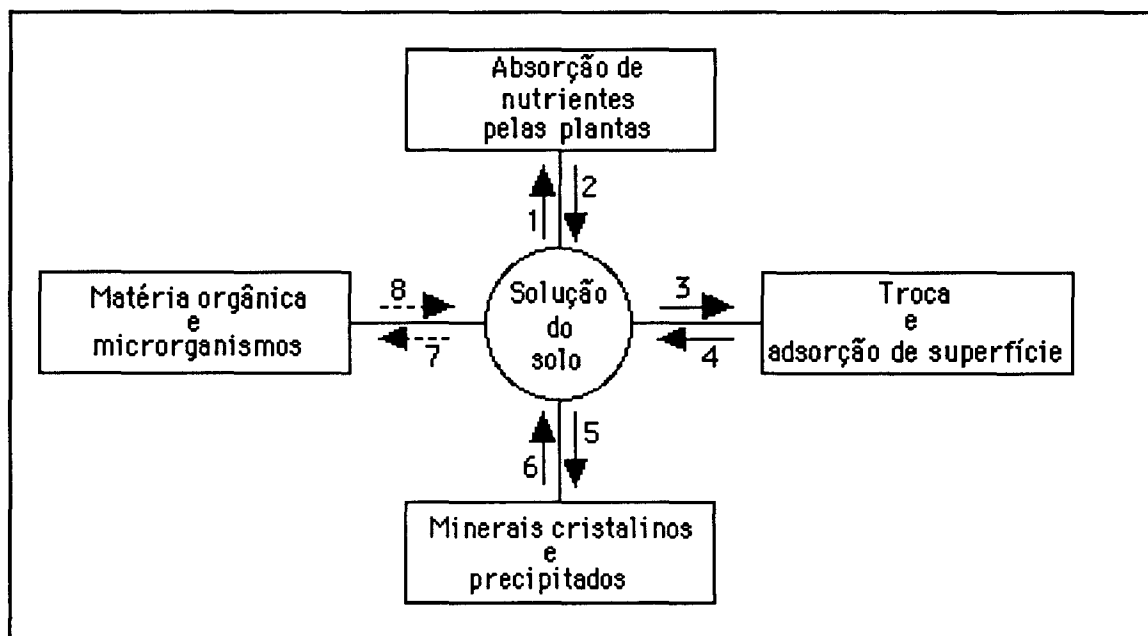 Absorção de
nutrientes
pelas plantas
1
2
Matéria orgânica
e
microrganismos
8
7
Solução
do
solo
3
4
Troca
e
adsorção de superfície
5
6
Minerais cristalinos
e
precipitados